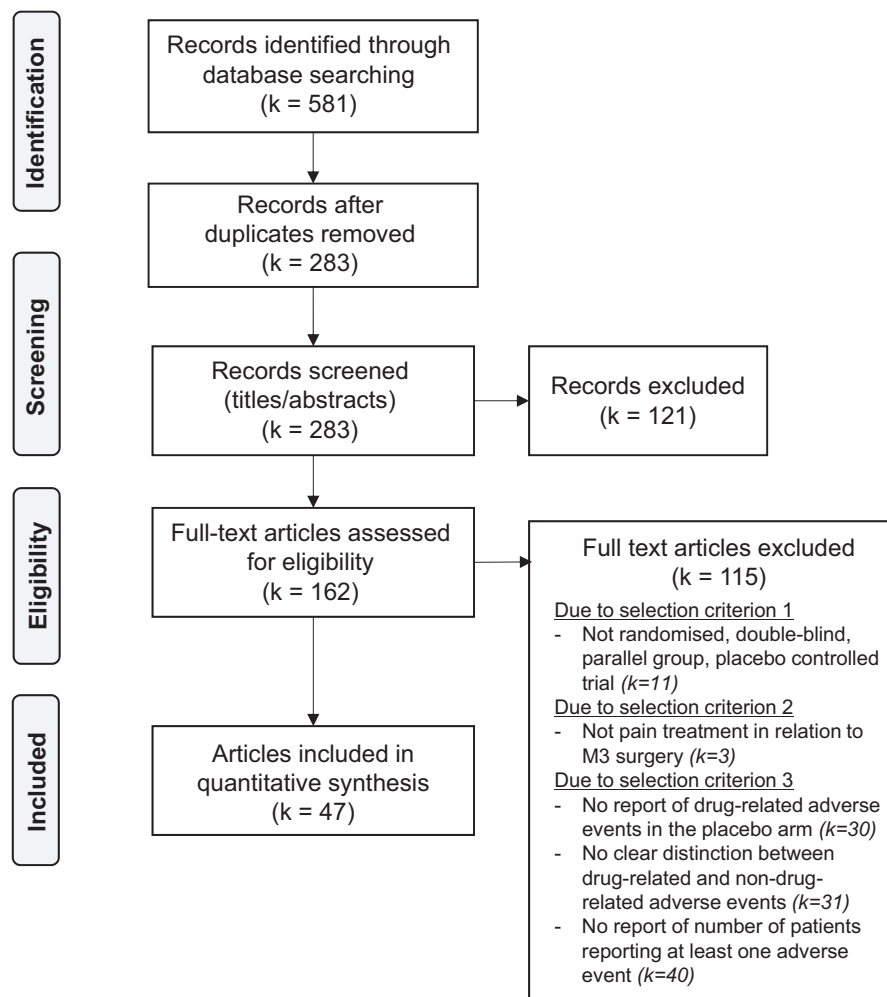 Identification
Records identified through
database searching
(k = 581)
Records after
duplicates removed
(k = 283)
Screening
Records screened
(titles/abstracts)
(k = 283)
Records excluded
(k = 121)
Eligibility
Full-text articles assessed
for eligibility
(k = 162)
Full text articles excluded
(k = 115)
Due to selection criterion 1
- Not randomised, double-blind,
parallel group, placebo controlled
trial (k=11)
Due to selection criterion 2
- Not pain treatment in relation to
M3 surgery (k=3)
Due to selection criterion 3
- No report of drug-related adverse
events in the placebo arm (k=30)
- No clear distinction between
drug-related and non-drug-
related adverse events (k=31)
- No report of number of patients
reporting at least one adverse
event (k=40)
Included
Articles included in
quantitative synthesis
(k = 47)